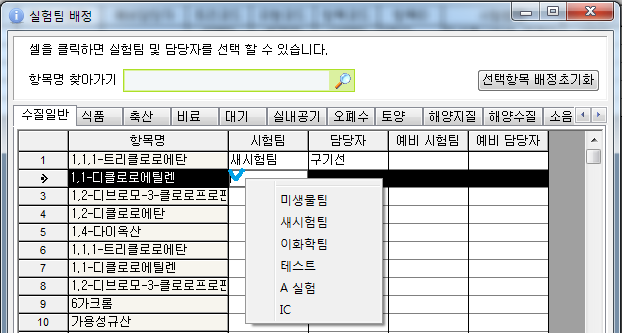 실험팀 배정
셀을 클릭하면 실험팀 및 담당자를 선택 할 수 있습니다.
항목명 찾아가기
선택항목 배정초기화
수질일반 식품 축산 비료 대기 실내공기 오폐수 토양 해양지질 해양수질 소음
항목명 시험팀 담당자 예비 시험팀 예비 담당자
1 1,1,1-트리클로로에탄 새시험팀 구기선
1,1-디클로로에틸렌
3 1,2-디브로모-3-클로로프로판
4 1,2-디클로로에탄
5 1,4-다이옥산
6 1,1,1-트리클로로에탄
7 1,1-디클로로에틸렌
8 1,2-디브로모-3-클로로프로판
9 6가크롬
10 가용성규산
미생물팀
새시험팀
이화학팀
테스트
A 실험
IC